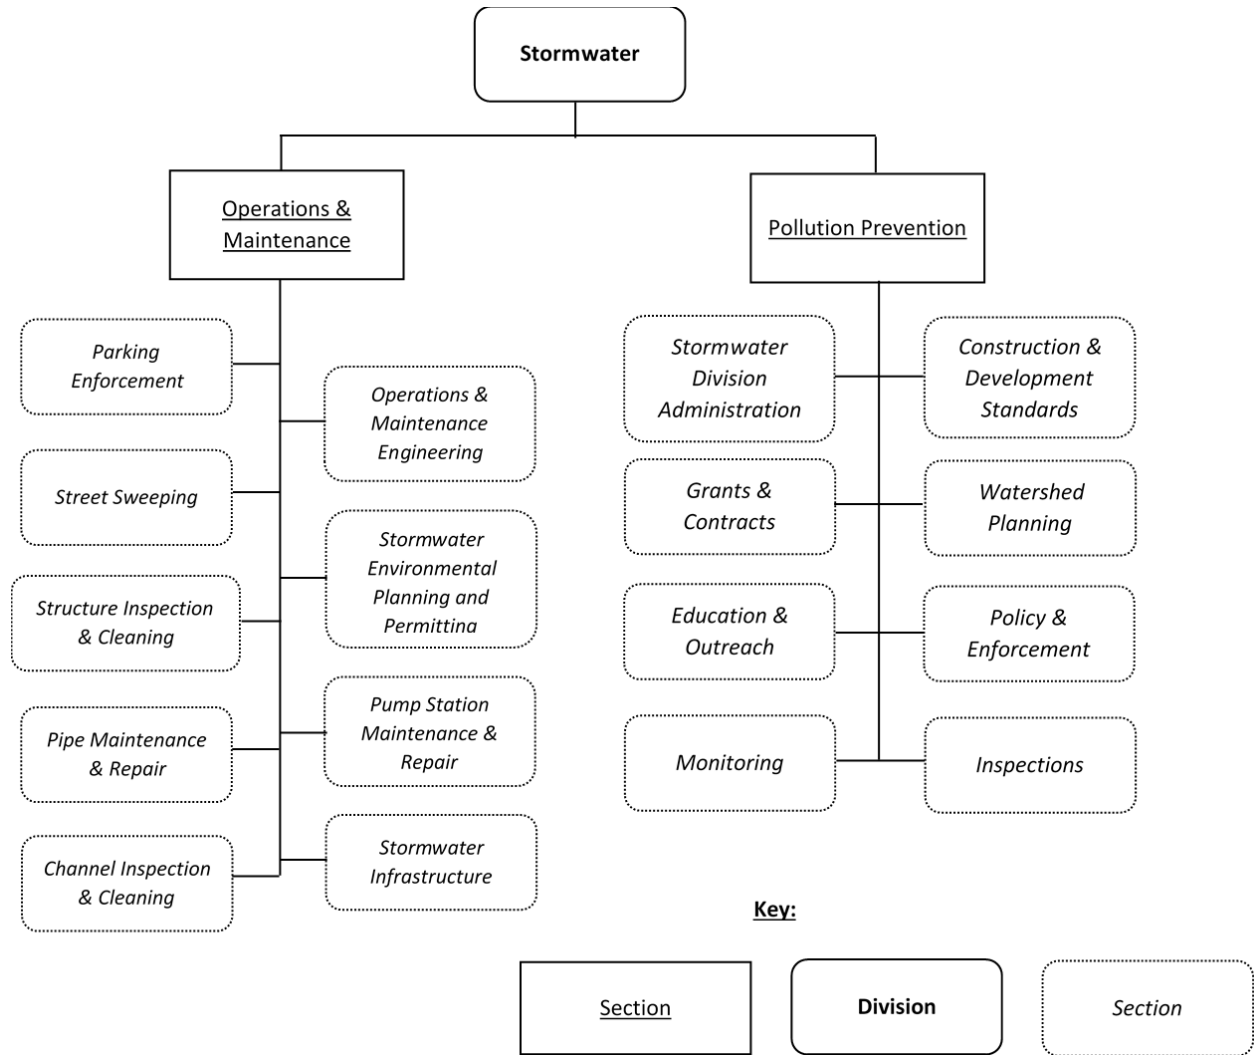 Stormwater
Operations &
Maintenance
Parking
Enforcement
Street Sweeping
Structure Inspection
& Cleaning
Pipe Maintenance
& Repair
Channel Inspection
& Cleaning
Operations &
Maintenance
Engineering
Stormwater
Environmental
Planning and
Permittina
Pump Station
Maintenance &
Repair
Stormwater
Infrastructure
Pollution Prevention
Stormwater
Division
Administration
Grants &
Contracts
Education &
Outreach
Monitoring
Construction &
Development
Standards
Watershed
Planning
Policy &
Enforcement
Inspections
Key:
Section
Division
Section